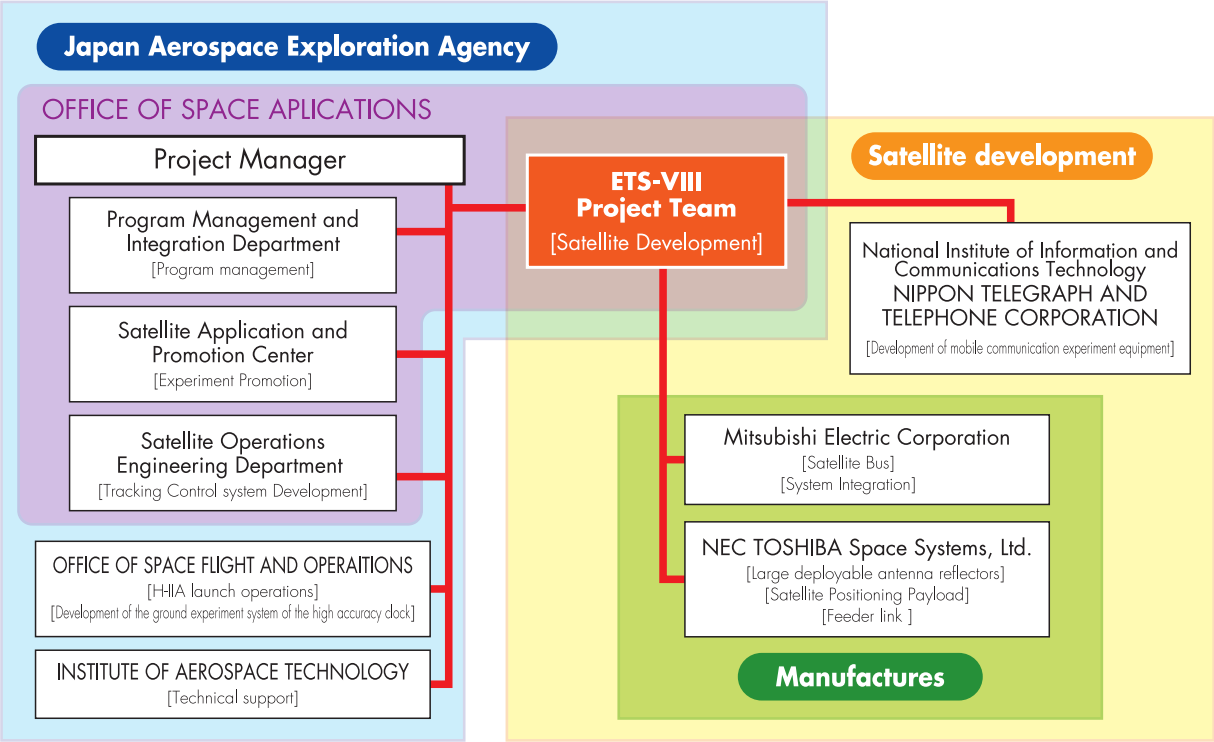 Japan Aerospace Exploration Agency
OFFICE OF SPACE APLICATIONS
Project Manager
Program Management and
Integration Department
[Program management]
Satellite Application and
Promotion Center
[Experiment Promotion]
Satellite Operations
Engineering Department
[Tracking Control system Development]
OFFICE OF SPACE FLIGHT AND OPERAITIONS
[H-IIA launch operations]
[Development of the ground experiment system of the high accuracy clock]
INSTITUTE OF AEROSPACE TECHNOLOGY
[Technical support]
ETS-VIII
Project Team
[Satellite Development]
Satellite development
National Institute of Information and
Communications Technology
NIPPON TELEGRAPH AND
TELEPHONE CORPORATION
[Development of mobile communication experiment equipment]
Mitsubishi Electric Corporation
[Satellite Bus]
[System Integration]
NEC TOSHIBA Space Systems, Ltd.
[Large deployable antenna reflectors]
[Satellite Positioning Payload]
[Feeder link ]
Manufactures